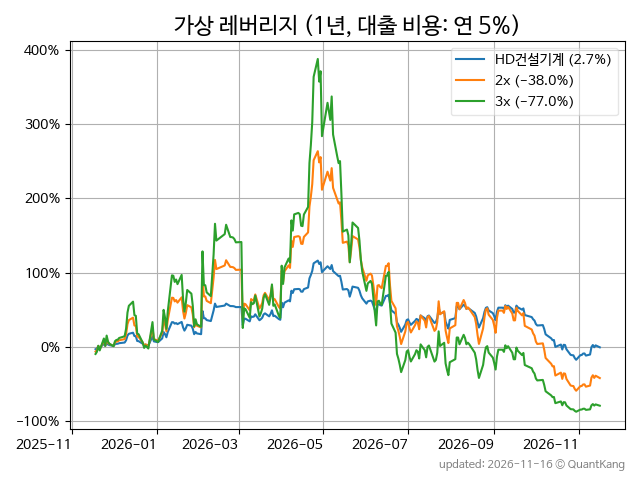 가상 레버리지 (1년, 대출 비용: 연 5%)
HD건설기계 (2.7%)
2x (-38.0%)
3x (-77.0%)
400%
300%
200%
100%
0%
-100%
2025-11 2026-01 2026-03 2026-05 2026-07 2026-09 2026-11
updated: 2026-11-16 © QuantKang